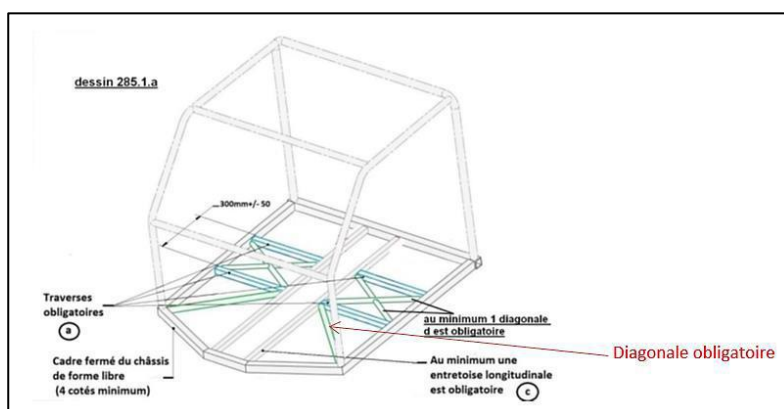 dessin 285.1.a
300mm+/- 50
Traverses
obligatoires
a
au minimum 1 diagonale
d est obligatoire
Diagonale obligatoire
Cadre fermé du châssis
de forme libre
(4 cotés minimum)
Au minimum une
entretoise longitudinale
est obligatoire
c